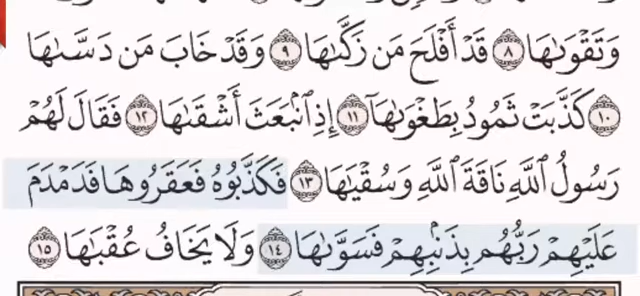 وَتَقْوَىٰهَا ٨ قَدْ أَفْلَحَ مَن زَكَّىٰهَا ٩ وَقَدْ خَابَ مَن دَسَّىٰهَا
١٠ كَذَّبَتْ ثَمُودُ بِطَغْوَىٰهَآ ١١ إِذِ ٱنۢبَعَثَ أَشْقَىٰهَا ١٢ فَقَالَ لَهُمْ
رَسُولُ ٱللَّهِ نَاقَةَ ٱللَّهِ وَسُقْيَـٰهَا ١٣ فَكَذَّبُوهُ فَعَقَرُوهَا فَدَمْدَمَ
عَلَيْهِمْ رَبُّهُم بِذَنۢبِهِمْ فَسَوَّىٰهَا ١٤ وَلَا يَخَافُ عُقْبَـٰهَا ١٥